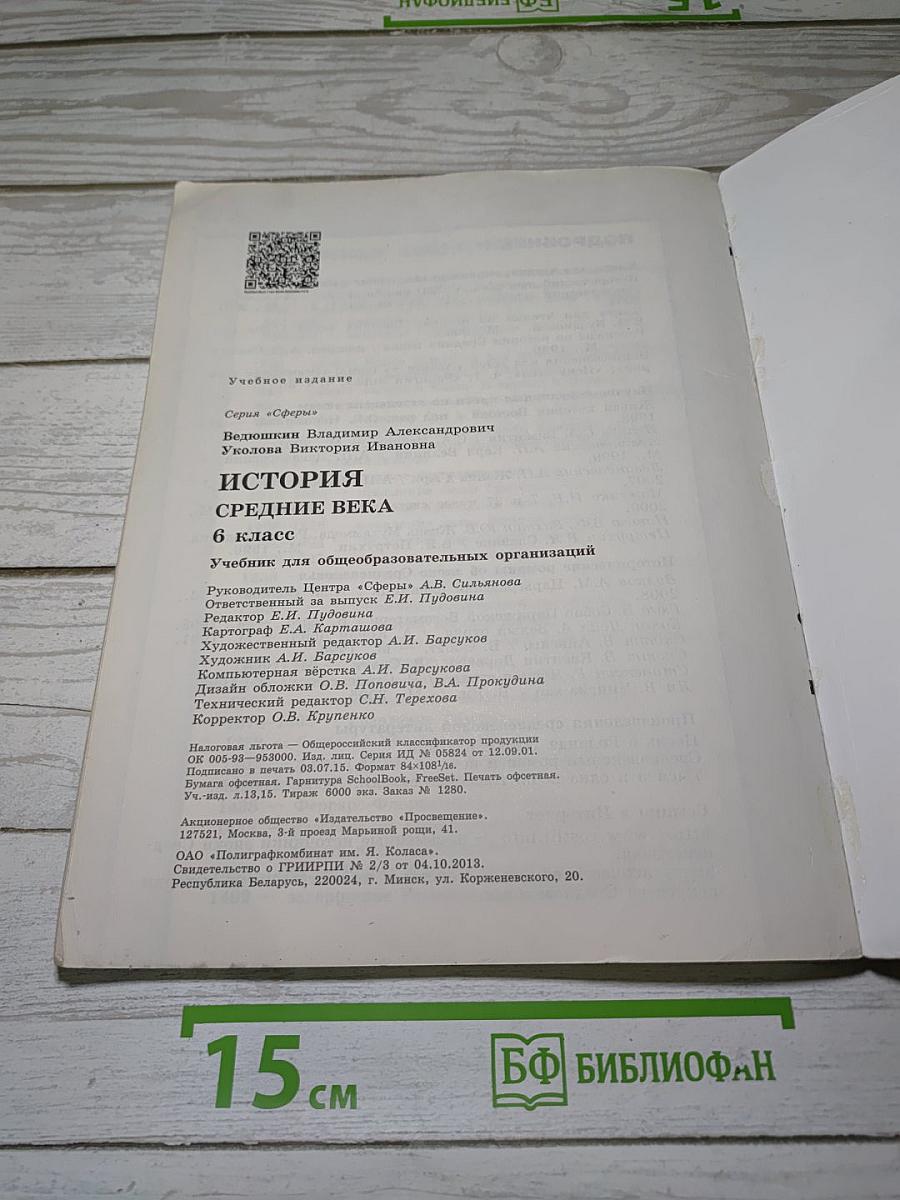 15
БФ БИБЛИОФАН
Учебное издание
Серия «Сферы»
Ведюшкин Владимир Александрович
Уколова Виктория Ивановна
ИСТОРИЯ
СРЕДНИЕ ВЕКА
6 класс
Учебник для общеобразовательных организаций
Руководитель Центра «Сферы» А.В. Сильянова
Ответственный за выпуск Е.И. Пудовина
Редактор Е.И. Пудовина
Картограф Е.А. Карташова
Художественный редактор А.И. Барсуков
Художник А.И. Барсуков
Компьютерная вёрстка А.И. Барсукова
Дизайн обложки О.В. Поповича, В.А. Прокудина
Технический редактор С.Н. Терехова
Корректор О.В. Крупенко
Налоговая льгота — Общероссийский классификатор продукции
ОК 005-93—953000. Изд. лиц. Серия ИД № 05824 от 12.09.01.
Подписано в печать 03.07.15. Формат 84×108¹/₁₆.
Бумага офсетная. Гарнитура SchoolBook, FreeSet. Печать офсетная.
Уч.-изд. л.13,15. Тираж 6000 экз. Заказ № 1280.
Акционерное общество «Издательство «Просвещение».
127521, Москва, 3-й проезд Марьиной рощи, 41.
ОАО «Полиграфкомбинат им. Я. Коласа».
Свидетельство о ГРИИРПИ № 2/3 от 04.10.2013.
Республика Беларусь, 220024, г. Минск, ул. Корженевского, 20.
15 см
БФ БИБЛИОФАН